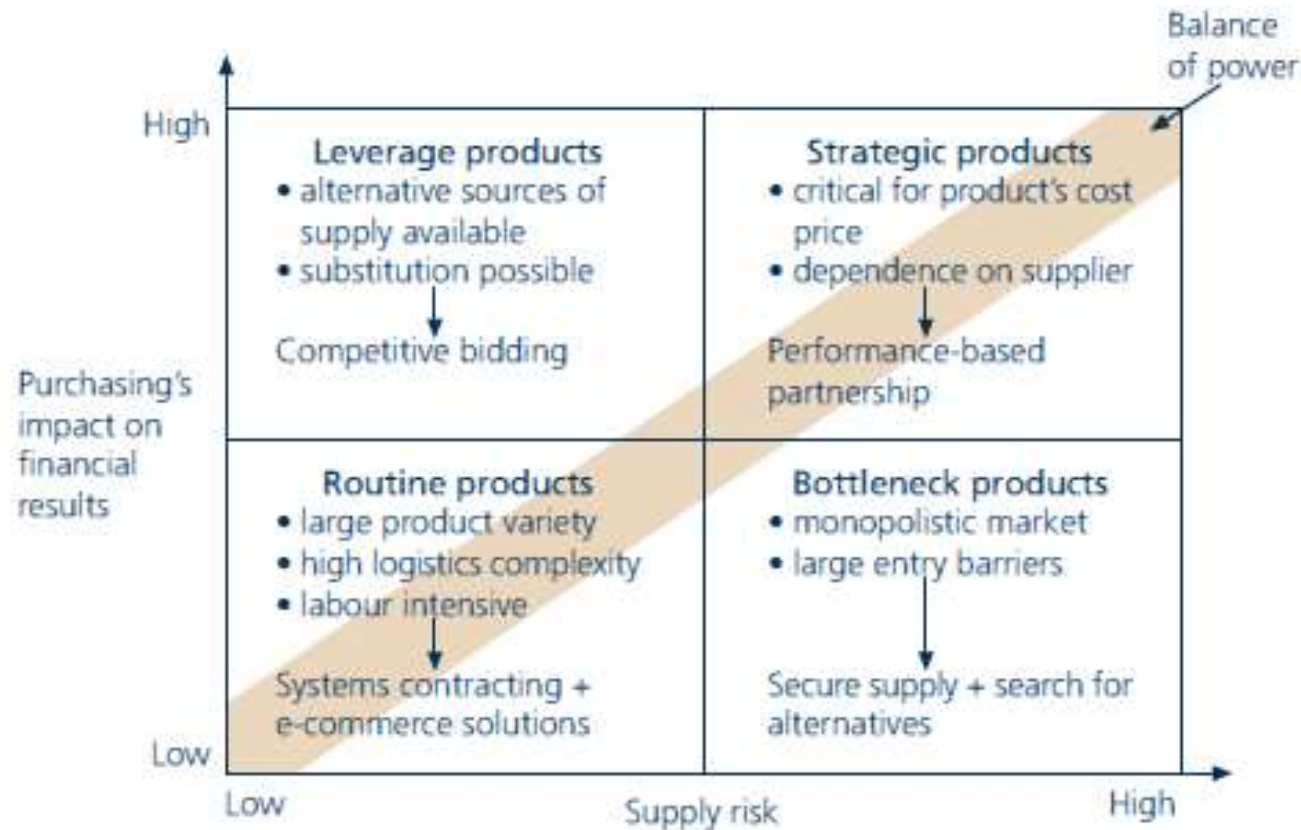 Balance
of power
High
Leverage products
• alternative sources of
supply available
• substitution possible
Competitive bidding
Strategic products
• critical for product's cost
price
• dependence on supplier
Performance-based
partnership
Purchasing's
impact on
financial
results
Routine products
• large product variety
• high logistics complexity
• labour intensive
Systems contracting +
e-commerce solutions
Bottleneck products
• monopolistic market
• large entry barriers
Secure supply + search for
alternatives
Low
Low
Supply risk
High